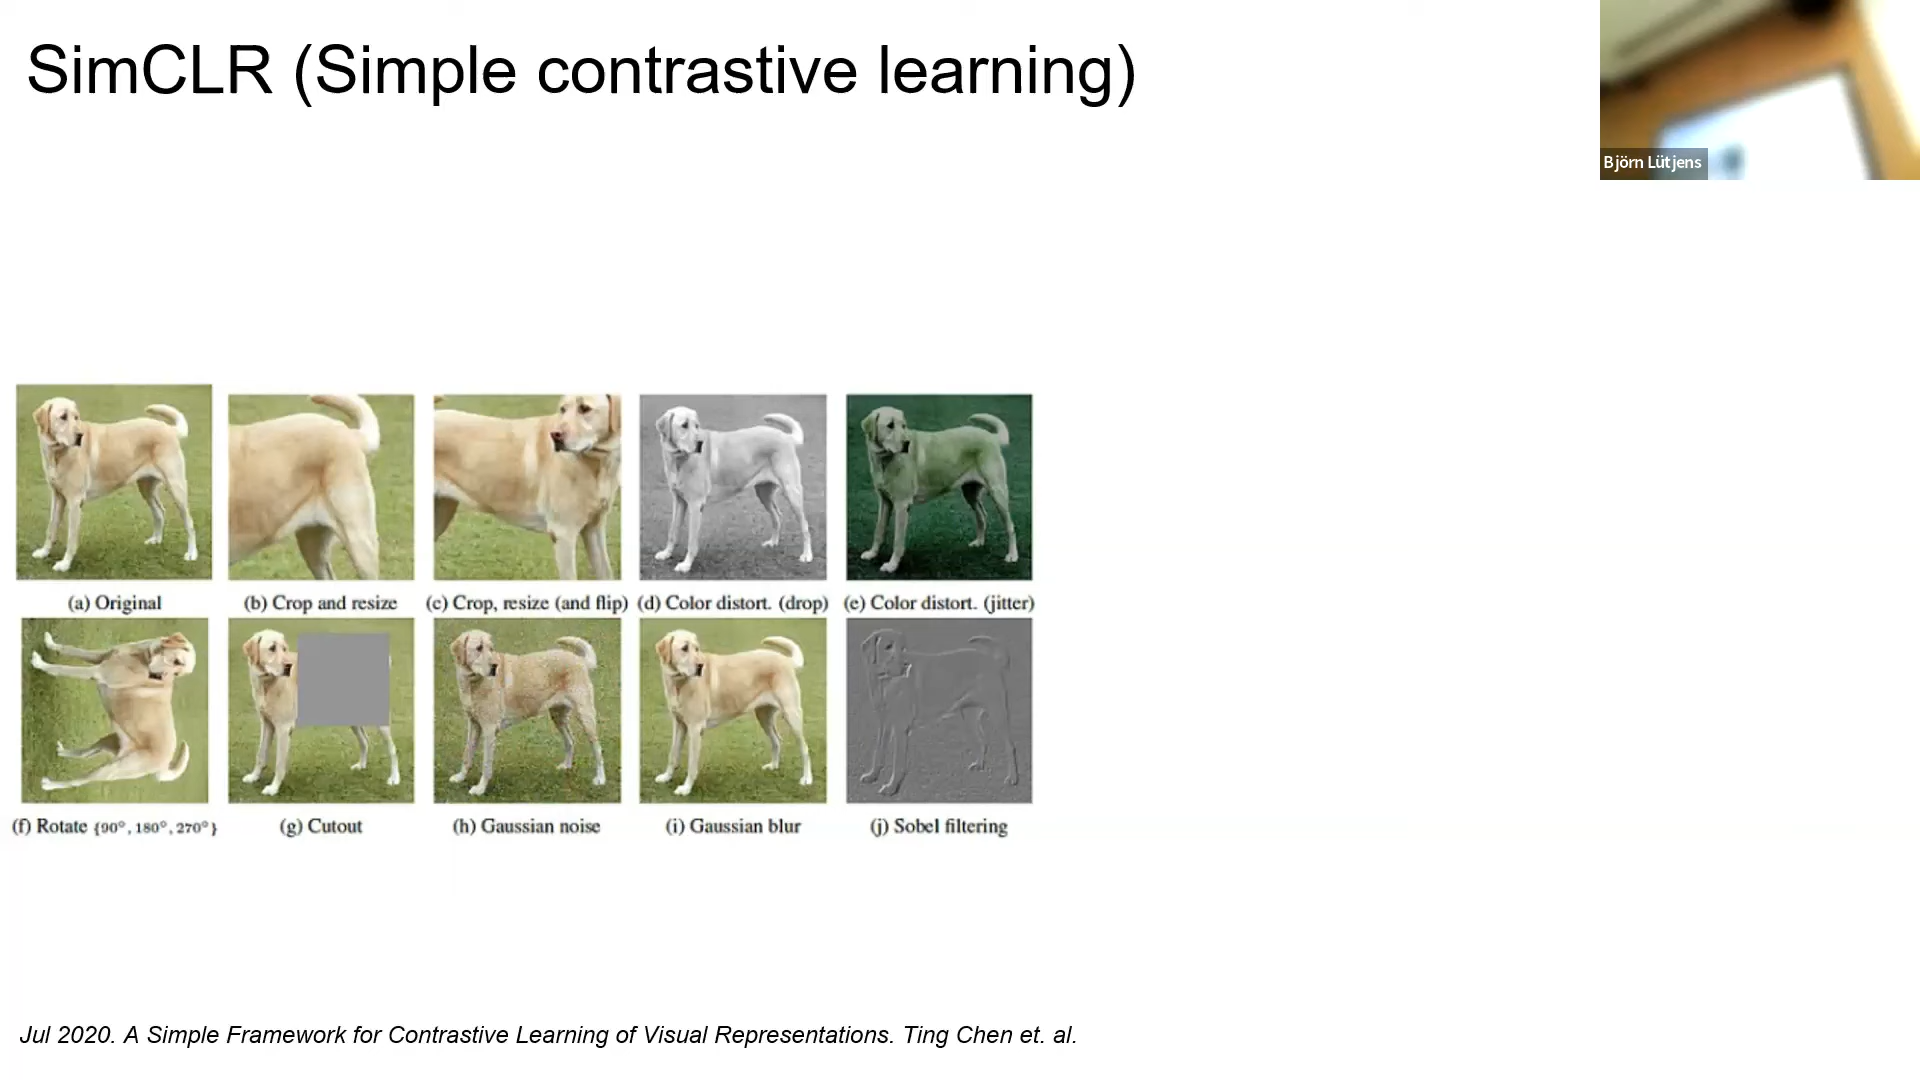 SimCLR (Simple contrastive learning)
Björn Lütjens
(a) Original
(b) Crop and resize
(c) Crop, resize (and flip)
(d) Color distort. (drop)
(e) Color distort. (jitter)
(f) Rotate {90°, 180°, 270°}
(g) Cutout
(h) Gaussian noise
(i) Gaussian blur
(j) Sobel filtering
Jul 2020. A Simple Framework for Contrastive Learning of Visual Representations. Ting Chen et. al.